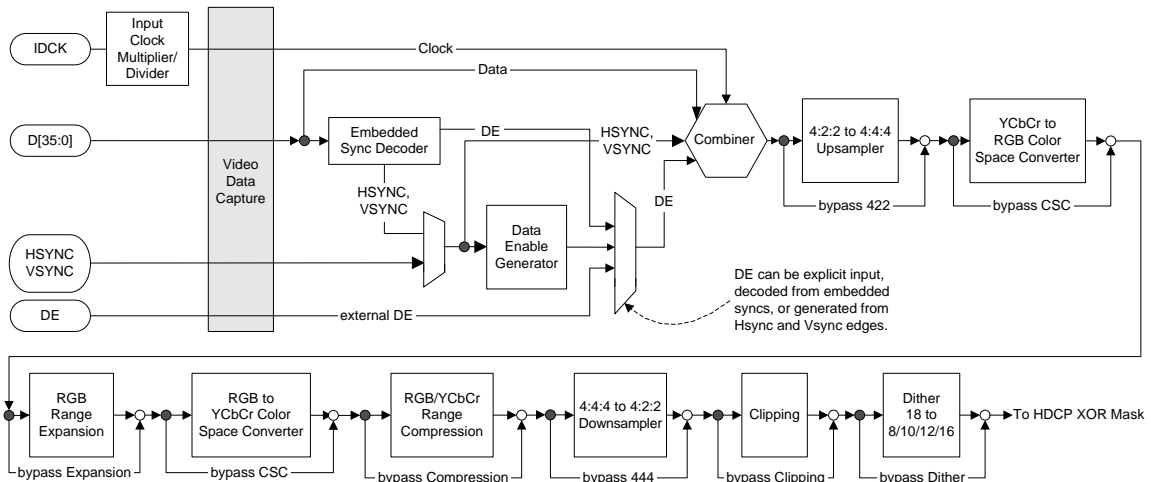 IDCK
Input
Clock
Multiplier/
Divider
Clock
Data
D[35:0]
Video
Data
Capture
Embedded
Sync Decoder
DE
HSYNC,
VSYNC
HSYNC,
VSYNC
Combiner
4:2:2 to 4:4:4
Upsampler
bypass 422
YCbCr to
RGB Color
Space Converter
bypass CSC
HSYNC
VSYNC
Data
Enable
Generator
DE
DE
external DE
DE can be explicit input,
decoded from embedded
syncs, or generated from
Hsync and Vsync edges.
RGB
Range
Expansion
bypass Expansion
RGB to
YCbCr Color
Space Converter
bypass CSC
RGB/YCbCr
Range
Compression
bypass Compression
4:4:4 to 4:2:2
Downsampler
bypass 444
Clipping
bypass Clipping
Dither
18 to
8/10/12/16
bypass Dither
To HDCP XOR Mask